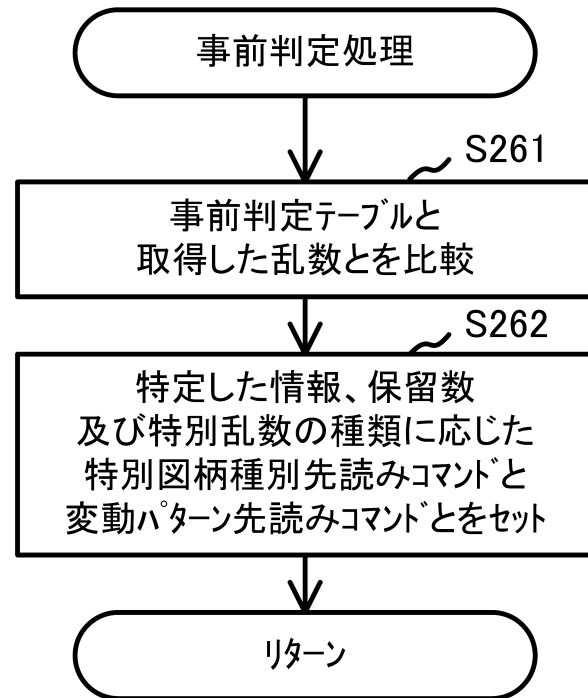 事前判定処理
S261
事前判定ﾃｰﾌﾞﾙと
取得した乱数とを比較
S262
特定した情報、保留数
及び特別乱数の種類に応じた
特別図柄種別先読みｺﾏﾝﾄﾞと
変動ﾊﾟﾀｰﾝ先読みｺﾏﾝﾄﾞとをｾｯﾄ
ﾘﾀｰﾝ